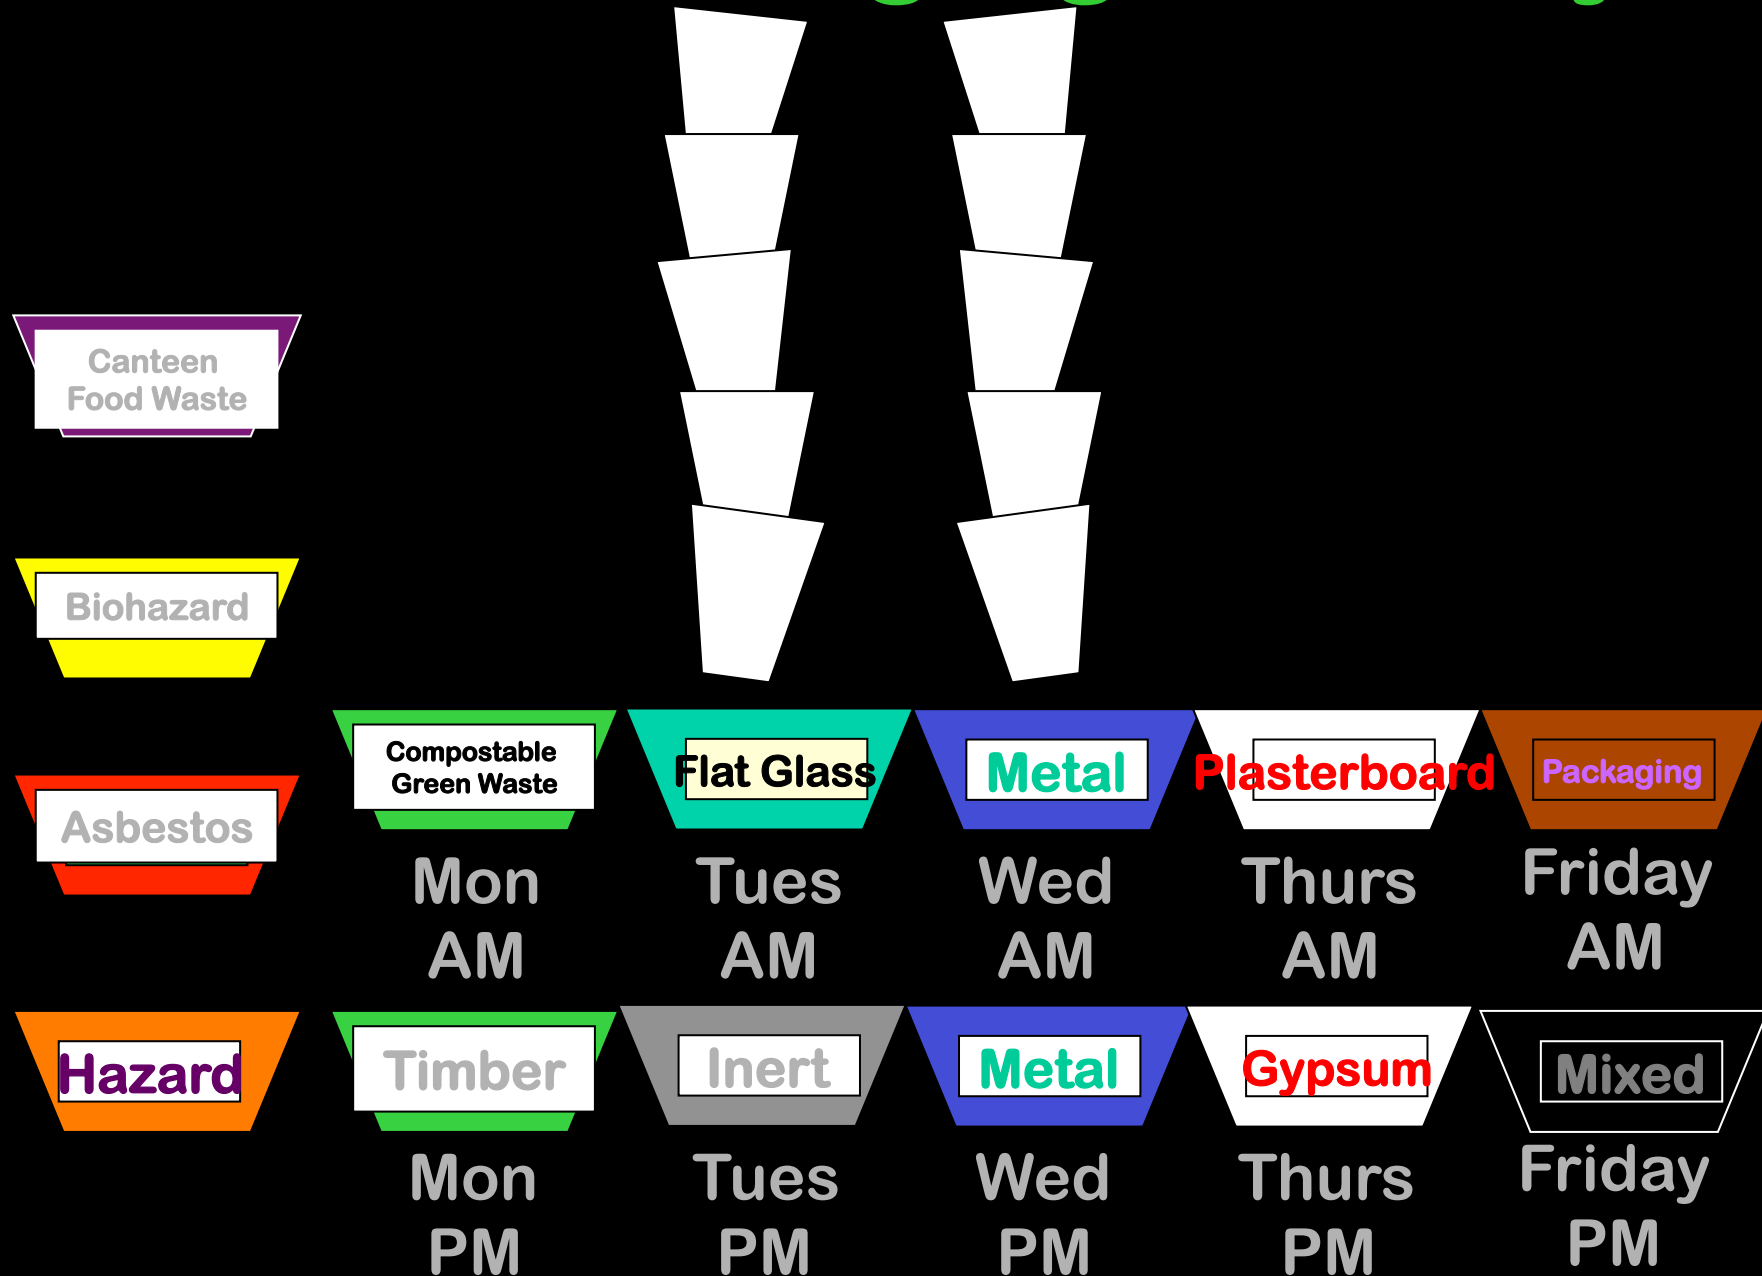 Canteen
Food Waste
Biohazard
Asbestos
Compostable
Green Waste
Flat Glass
Metal
Plasterboard
Packaging
Mon
AM
Tues
AM
Wed
AM
Thurs
AM
Friday
AM
Hazard
Timber
Inert
Metal
Gypsum
Mixed
Mon
PM
Tues
PM
Wed
PM
Thurs
PM
Friday
PM